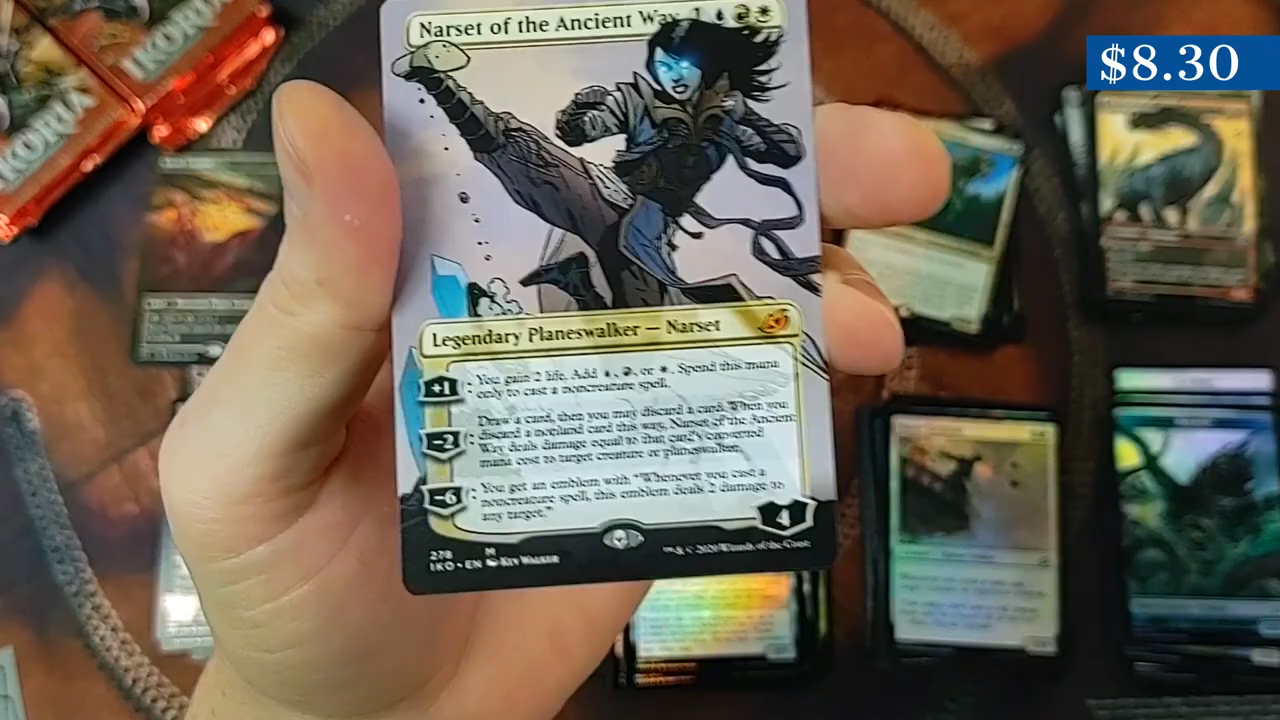 Narset of the Ancient Way 1
$8.30
IKORIA
KORIA
Legendary Planeswalker — Narset
+1 : You gain 2 life. Add , , or . Spend this mana
only to cast a noncreature spell.
Draw a card, then you may discard a card. When you
-2 : discard a nonland card this way, Narset of the Ancient
Way deals damage equal to that card's converted
mana cost to target creature or planeswalker.
-6 : You get an emblem with "Whenever you cast a
noncreature spell, this emblem deals 2 damage to
any target."
4
278 M
IKO • EN Kev Walker
™ & © 2020 Wizards of the Coast